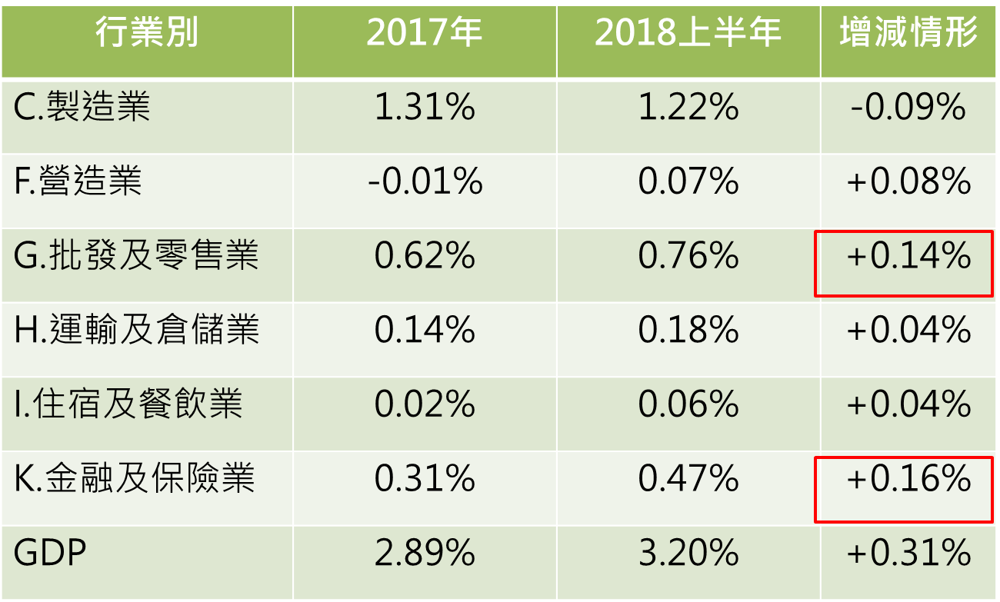 行業別 2017年 2018上半年 增減情形
C.製造業 1.31% 1.22% -0.09%
F.營造業 -0.01% 0.07% +0.08%
G.批發及零售業 0.62% 0.76% +0.14%
H.運輸及倉儲業 0.14% 0.18% +0.04%
I.住宿及餐飲業 0.02% 0.06% +0.04%
K.金融及保險業 0.31% 0.47% +0.16%
GDP 2.89% 3.20% +0.31%